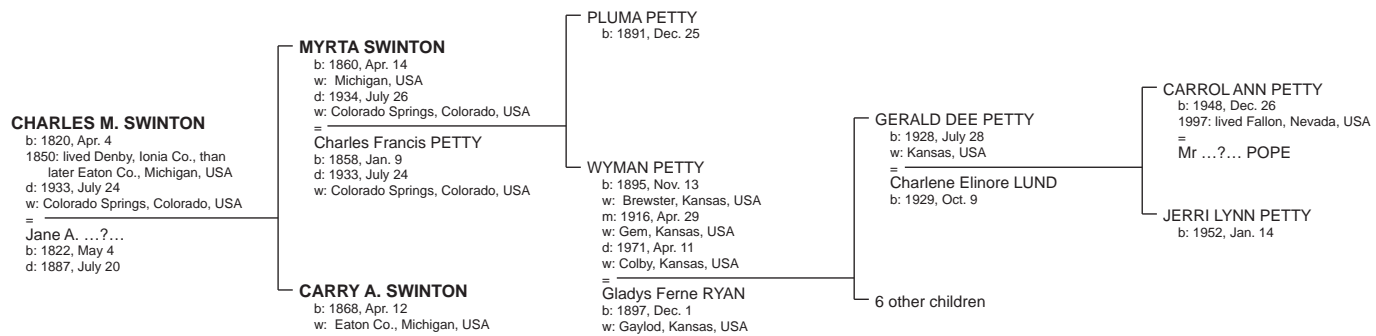 CHARLES M. SWINTON
b: 1820, Apr. 4
1850: lived Denby, Ionia Co., than
later Eaton Co., Michigan, USA
d: 1933, July 24
w: Colorado Springs, Colorado, USA
=
Jane A. …?…
b: 1822, May 4
d: 1887, July 20
MYRTA SWINTON
b: 1860, Apr. 14
w: Michigan, USA
d: 1934, July 26
w: Colorado Springs, Colorado, USA
=
Charles Francis PETTY
b: 1858, Jan. 9
d: 1933, July 24
w: Colorado Springs, Colorado, USA
CARRY A. SWINTON
b: 1868, Apr. 12
w: Eaton Co., Michigan, USA
PLUMA PETTY
b: 1891, Dec. 25
WYMAN PETTY
b: 1895, Nov. 13
w: Brewster, Kansas, USA
m: 1916, Apr. 29
w: Gem, Kansas, USA
d: 1971, Apr. 11
w: Colby, Kansas, USA
=
Gladys Ferne RYAN
b: 1897, Dec. 1
w: Gaylod, Kansas, USA
GERALD DEE PETTY
b: 1928, July 28
w: Kansas, USA
=
Charlene Elinore LUND
b: 1929, Oct. 9
6 other children
CARROL ANN PETTY
b: 1948, Dec. 26
1997: lived Fallon, Nevada, USA
=
Mr …?… POPE
JERRI LYNN PETTY
b: 1952, Jan. 14